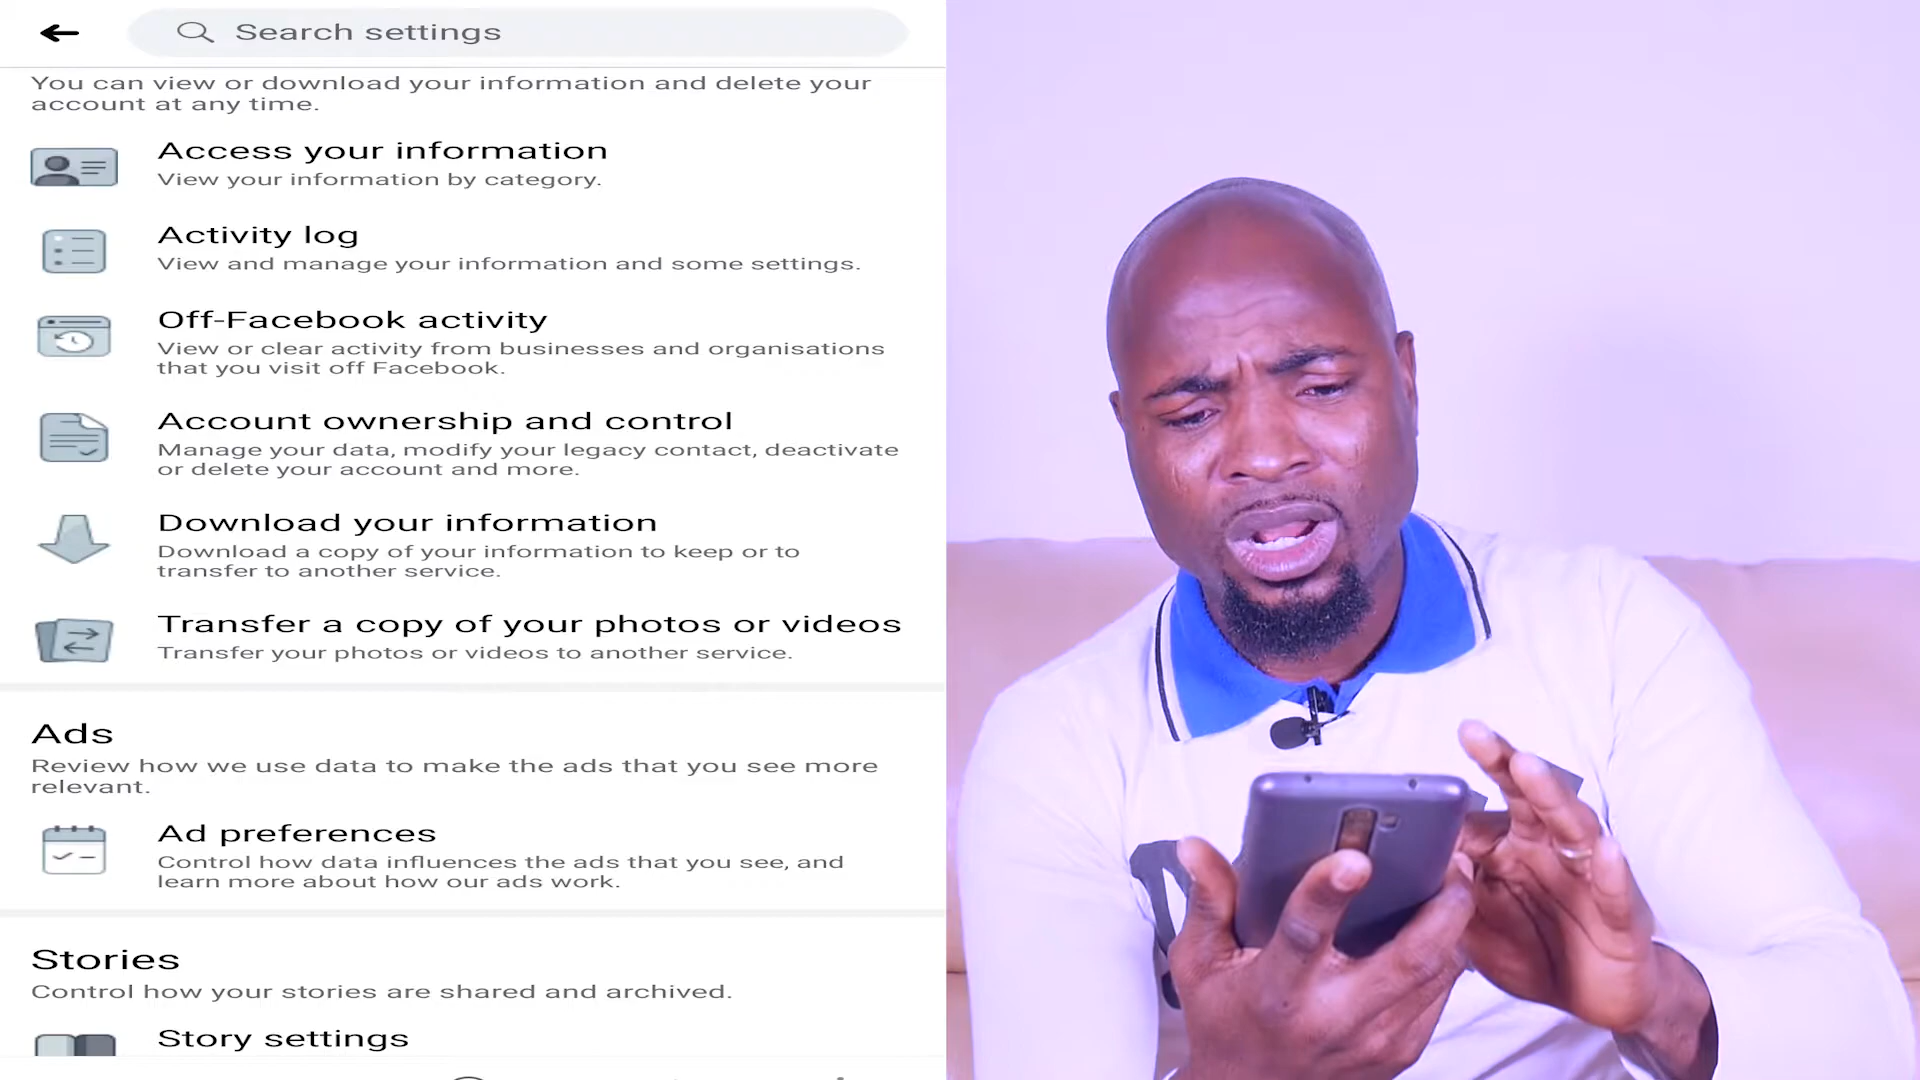 Search settings
You can view or download your information and delete your
account at any time.
Access your information
View your information by category.
Activity log
View and manage your information and some settings.
Off-Facebook activity
View or clear activity from businesses and organisations
that you visit off Facebook.
Account ownership and control
Manage your data, modify your legacy contact, deactivate
or delete your account and more.
Download your information
Download a copy of your information to keep or to
transfer to another service.
Transfer a copy of your photos or videos
Transfer your photos or videos to another service.
Ads
Review how we use data to make the ads that you see more
relevant.
Ad preferences
Control how data influences the ads that you see, and
learn more about how our ads work.
Stories
Control how your stories are shared and archived.
Story settings